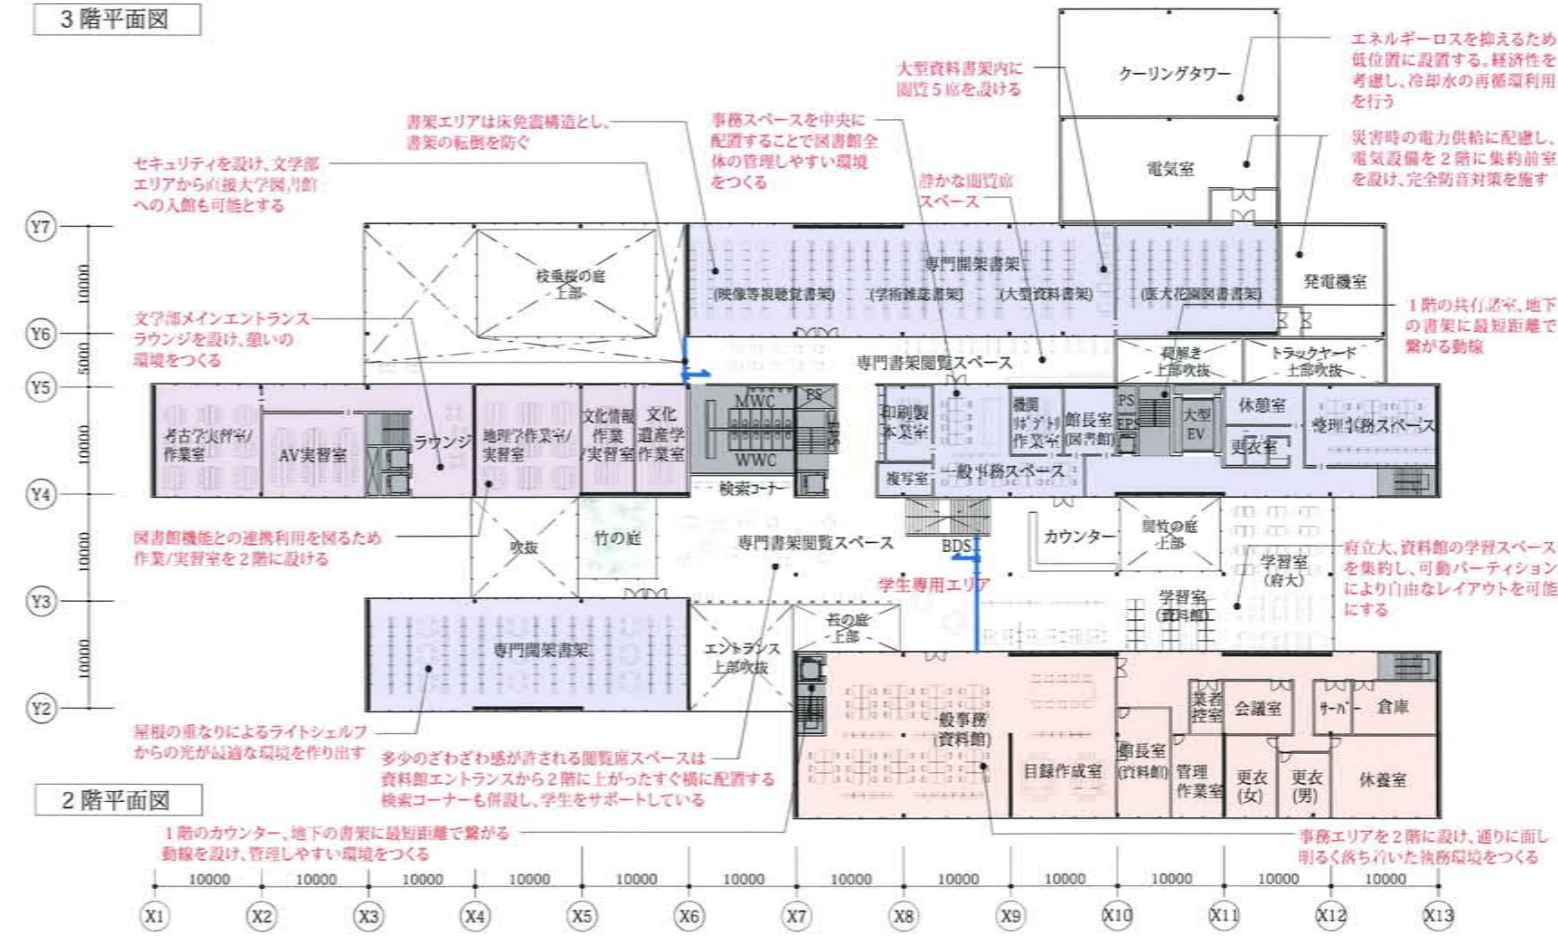 3階平面図
エネルギーロスを抑えるため
低位置に設置する。経済性を
考慮し、冷却水の再循環利用
を行う
クーリングタワー
大型資料書架内に
閲覧5席を設ける
書架エリアは床免震構造とし、
書架の転倒を防ぐ
事務スペースを中央に
配置することで図書館全
体の管理しやすい環境
をつくる
災害時の電力供給に配慮し、
電気設備を2階に集約前室
を設け、完全防音対策を施す
セキュリティを設け、文学部
エリアから直接大学図書館
への入館も可能とする
電気室
静かな閲覧席
スペース
Y7
枝垂桜の庭
上部
専門開架書架
(映像等視聴覚書架)
(学術雑誌書架)
(大型資料書架)
(医大花園図書書架)
発電機室
10000
文学部メインエントランス
ラウンジを設け、憩いの
環境をつくる
1階の共有諸室、地下
の書架に最短距離で
繋がる動線
Y6
5000
専門書架閲覧スペース
荷解き
上部吹抜
トラックヤード
上部吹抜
Y5
1
考古学実習室/
作業室
AV実習室
ラウンジ
地理学作業室/
実習室
文化情報
作業
/実習室
文化
遺産学
作業室
MWC
WWC
PS
EPS
印刷製
本業室
複写室
一般事務スペース
機関
リポジトリ
作業室
館長室
(図書館)
PS
EPS
大型
EV
休憩室
更衣室
整理事務スペース
10000
Y4
検索コーナー
図書館機能との連携利用を図るため
作業/実習室を2階に設ける
吹抜
竹の庭
専門書架閲覧スペース
BDS
1
カウンター
間竹の庭
上部
学習室
(府大)
府立大、資料館の学習スペース
を集約し、可動パーティション
により自由なレイアウトを可能
にする
学生専用エリア
学習室
(資料館)
10000
Y3
専門開架書架
エントランス
上部吹抜
苔の庭
上部
10000
Y2
一般事務
(資料館)
目録作成室
館長室
(資料館)
業者
控室
管理
作業室
会議室
サーバー
倉庫
更衣
(女)
更衣
(男)
休養室
屋根の重なりによるライトシェルフ
からの光が最適な環境を作り出す
多少のざわざわ感が許される閲覧席スペースは
資料館エントランスから2階に上がったすぐ横に配置する
検索コーナーも併設し、学生をサポートしている
2階平面図
1階のカウンター、地下の書架に最短距離で繋がる
動線を設け、管理しやすい環境をつくる
事務エリアを2階に設け、通りに面し
明るく落ち着いた執務環境をつくる
10000 10000 10000 10000 10000 10000 10000 10000 10000 10000 10000 10000
X1 X2 X3 X4 X5 X6 X7 X8 X9 X10 X11 X12 X13